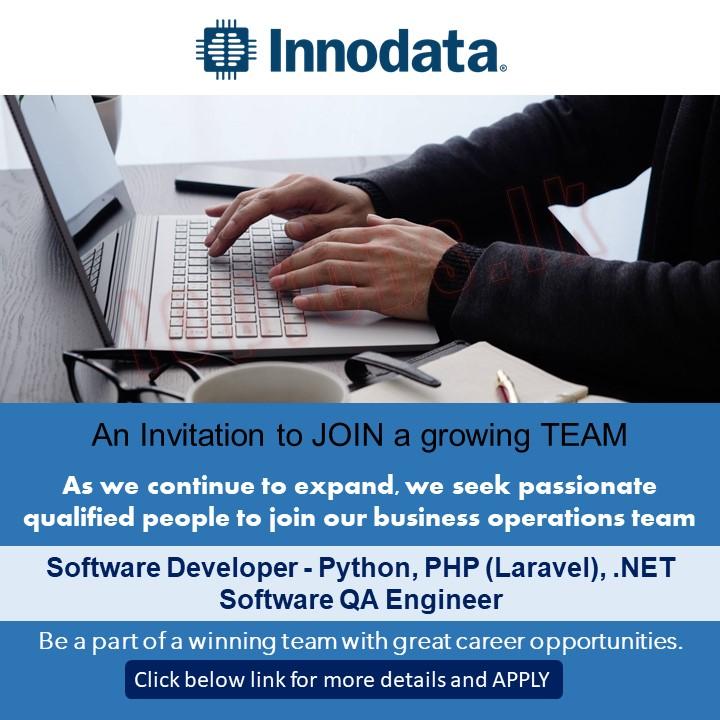 Innodata®
An Invitation to JOIN a growing TEAM
As we continue to expand, we seek passionate
qualified people to join our business operations team
Software Developer - Python, PHP (Laravel), .NET
Software QA Engineer
Be a part of a winning team with great career opportunities.
Click below link for more details and APPLY